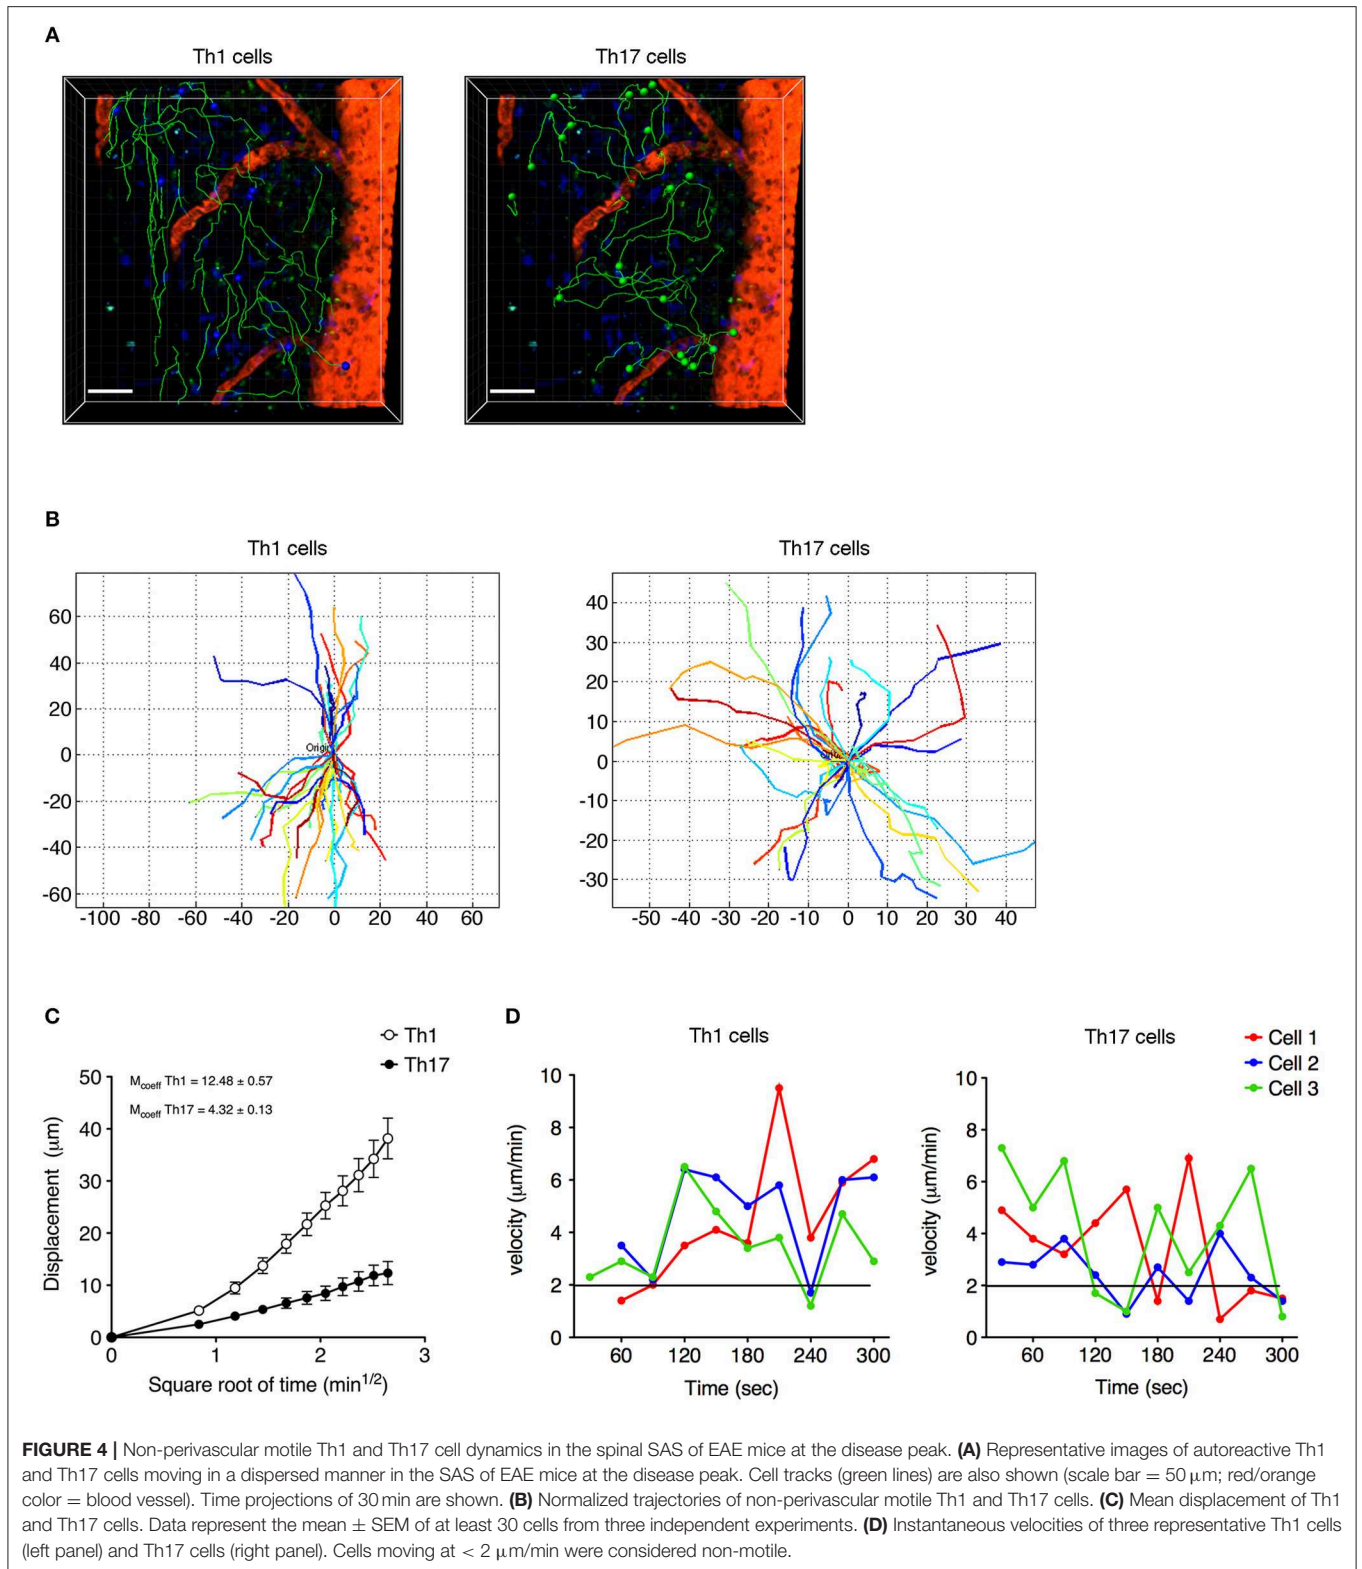 A
Th1 cells
Th17 cells
B
Th1 cells
Th17 cells
60
40
20
0
-20
-40
-60
Origin
-100 -80 -60 -40 -20 0 20 40 60
40
30
20
10
0
-10
-20
-30
-50 -40 -30 -20 -10 0 10 20 30 40
C
Th1
Th17
M_coeff Th1 = 12.48 ± 0.57
M_coeff Th17 = 4.32 ± 0.13
Displacement (μm)
50
40
30
20
10
0
0 1 2 3
Square root of time (min^1/2)
D
Th1 cells
velocity (μm/min)
10
8
6
4
2
0
60 120 180 240 300
Time (sec)
Th17 cells
velocity (μm/min)
10
8
6
4
2
0
60 120 180 240 300
Time (sec)
Cell 1
Cell 2
Cell 3
FIGURE 4 | Non-perivascular motile Th1 and Th17 cell dynamics in the spinal SAS of EAE mice at the disease peak. (A) Representative images of autoreactive Th1
and Th17 cells moving in a dispersed manner in the SAS of EAE mice at the disease peak. Cell tracks (green lines) are also shown (scale bar = 50 μm; red/orange
color = blood vessel). Time projections of 30 min are shown. (B) Normalized trajectories of non-perivascular motile Th1 and Th17 cells. (C) Mean displacement of Th1
and Th17 cells. Data represent the mean ± SEM of at least 30 cells from three independent experiments. (D) Instantaneous velocities of three representative Th1 cells
(left panel) and Th17 cells (right panel). Cells moving at < 2 μm/min were considered non-motile.